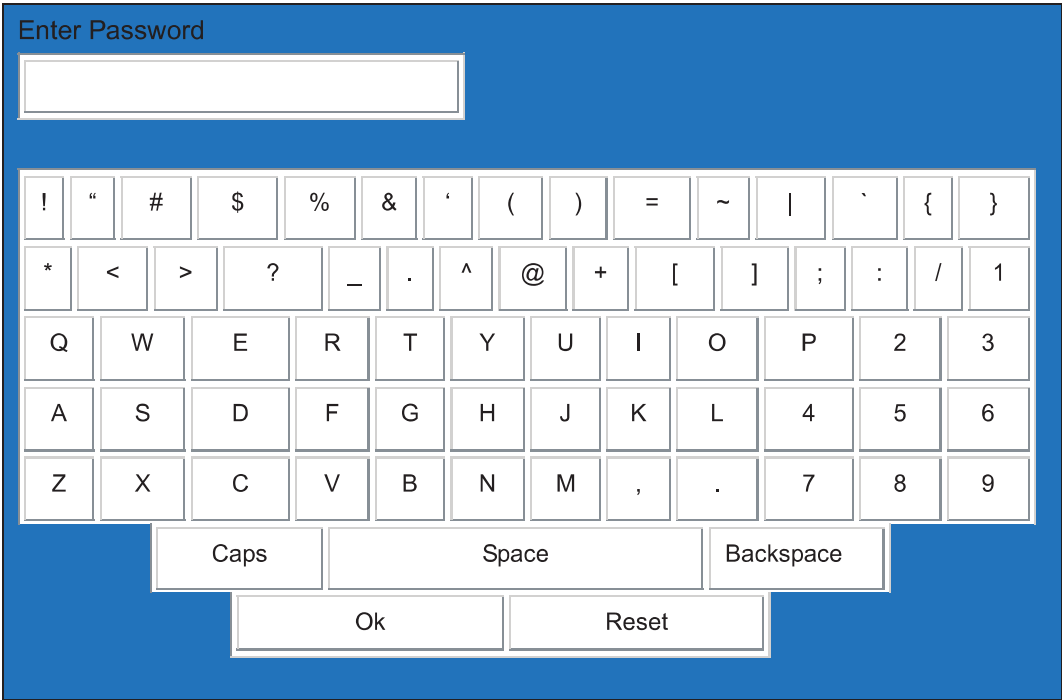 Enter Password
! “ # $ % & ‘ ( ) = ~ | ` { }
* < > ? _ . ^ @ + [ ] ; : / 1
Q W E R T Y U I O P 2 3
A S D F G H J K L 4 5 6
Z X C V B N M , . 7 8 9
Caps Space Backspace
Ok Reset